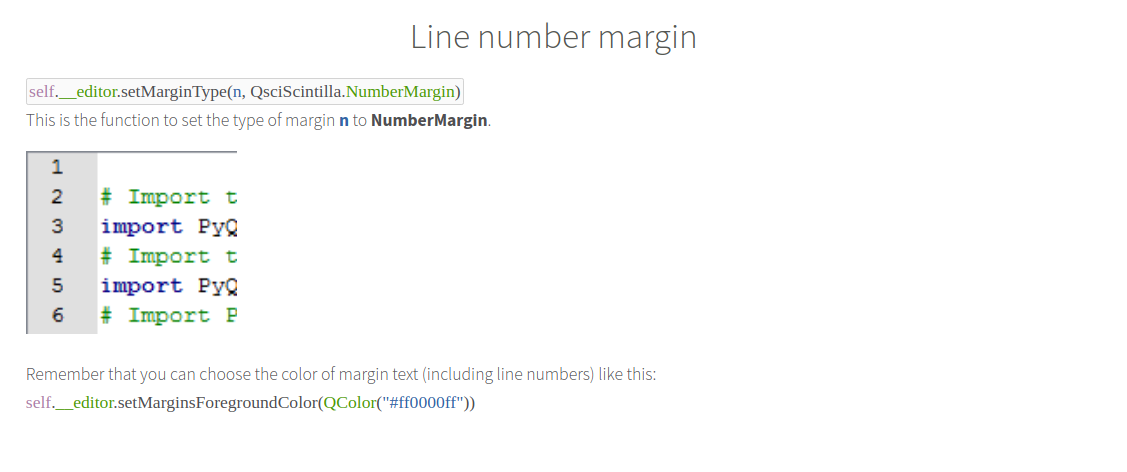 Line number margin
self.__editor.setMarginType(n, QsciScintilla.NumberMargin)
This is the function to set the type of margin n to NumberMargin.
1
2 # Import t
3 import PyQ
4 # Import t
5 import PyQ
6 # Import P
Remember that you can choose the color of margin text (including line numbers) like this:
self.__editor.setMarginsForegroundColor(QColor("#ff0000ff"))